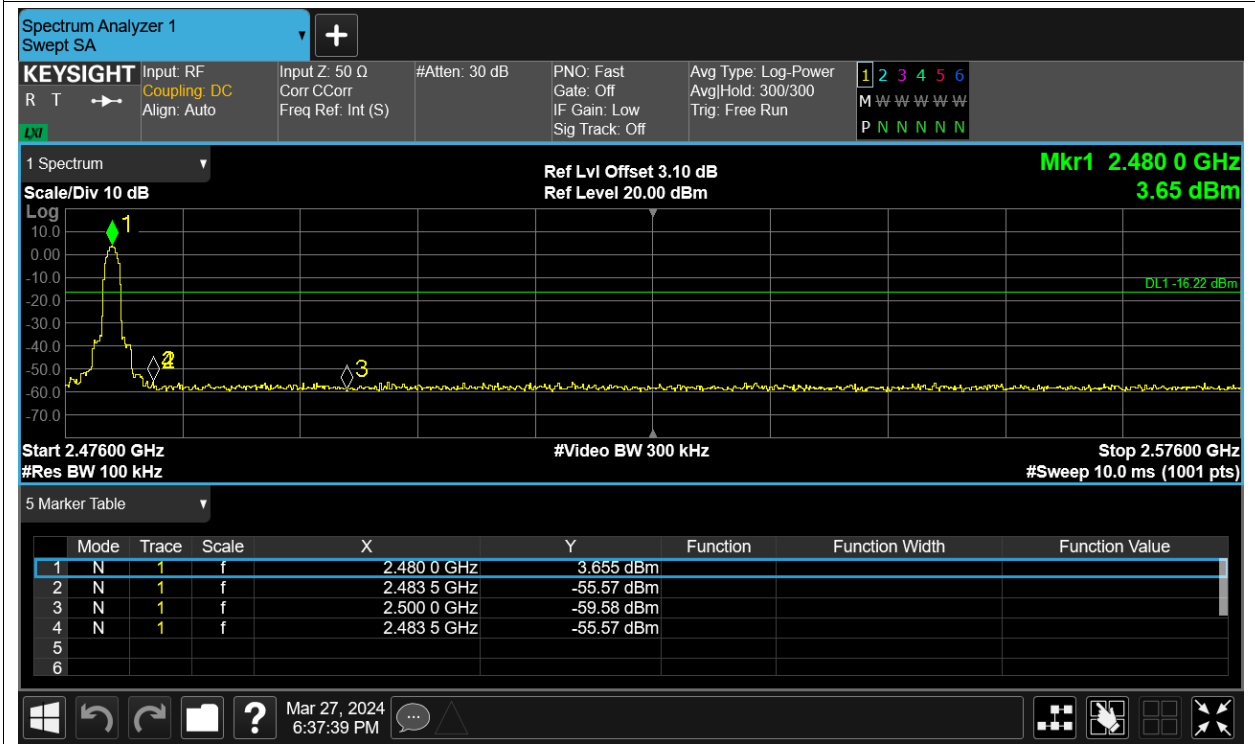 Spectrum Analyzer 1
Swept SA
+
KEYSIGHT
R T
LXI
Input: RF
Coupling: DC
Align: Auto
Input Z: 50 Ω
Corr CCorr
Freq Ref: Int (S)
#Atten: 30 dB
PNO: Fast
Gate: Off
IF Gain: Low
Sig Track: Off
Avg Type: Log-Power
Avg|Hold: 300/300
Trig: Free Run
1 2 3 4 5 6
M W W W W W
P N N N N N
1 Spectrum
Scale/Div 10 dB
Ref Lvl Offset 3.10 dB
Ref Level 20.00 dBm
Mkr1 2.480 0 GHz
3.65 dBm
Log
10.0
0.00
-10.0
-20.0
-30.0
-40.0
-50.0
-60.0
-70.0
1
2
3
DL1 -16.22 dBm
Start 2.47600 GHz
#Res BW 100 kHz
#Video BW 300 kHz
Stop 2.57600 GHz
#Sweep 10.0 ms (1001 pts)
5 Marker Table
Mode Trace Scale X Y Function Function Width Function Value
1 N 1 f 2.480 0 GHz 3.655 dBm
2 N 1 f 2.483 5 GHz -55.57 dBm
3 N 1 f 2.500 0 GHz -59.58 dBm
4 N 1 f 2.483 5 GHz -55.57 dBm
5
6
?
Mar 27, 2024
6:37:39 PM